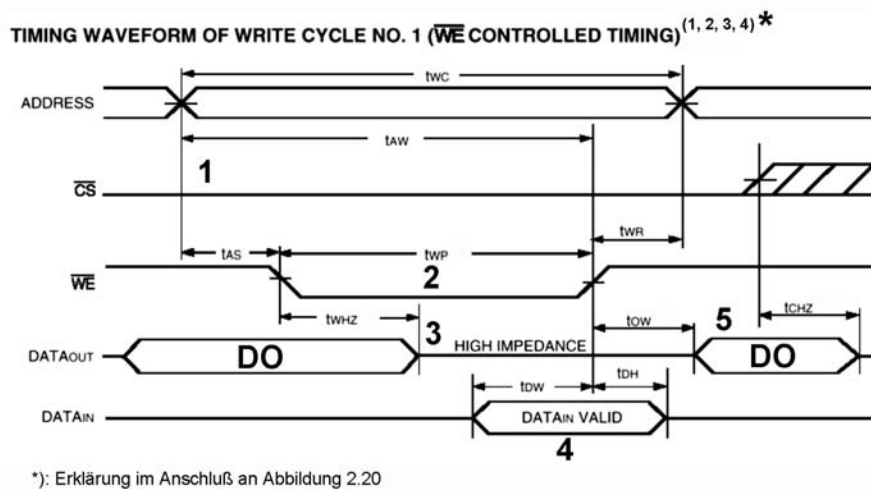 TIMING WAVEFORM OF WRITE CYCLE NO. 1 (WE CONTROLLED TIMING)(1, 2, 3, 4) *
tWC
ADDRESS
tAW
1
CS
tWR
tAS
tWP
2
WE
tCHZ
tWHZ
3
tOW
5
HIGH IMPEDANCE
DATAOUT
DO
DO
tDW
tDH
DATAIN
DATAIN VALID
4
*): Erklärung im Anschluß an Abbildung 2.20